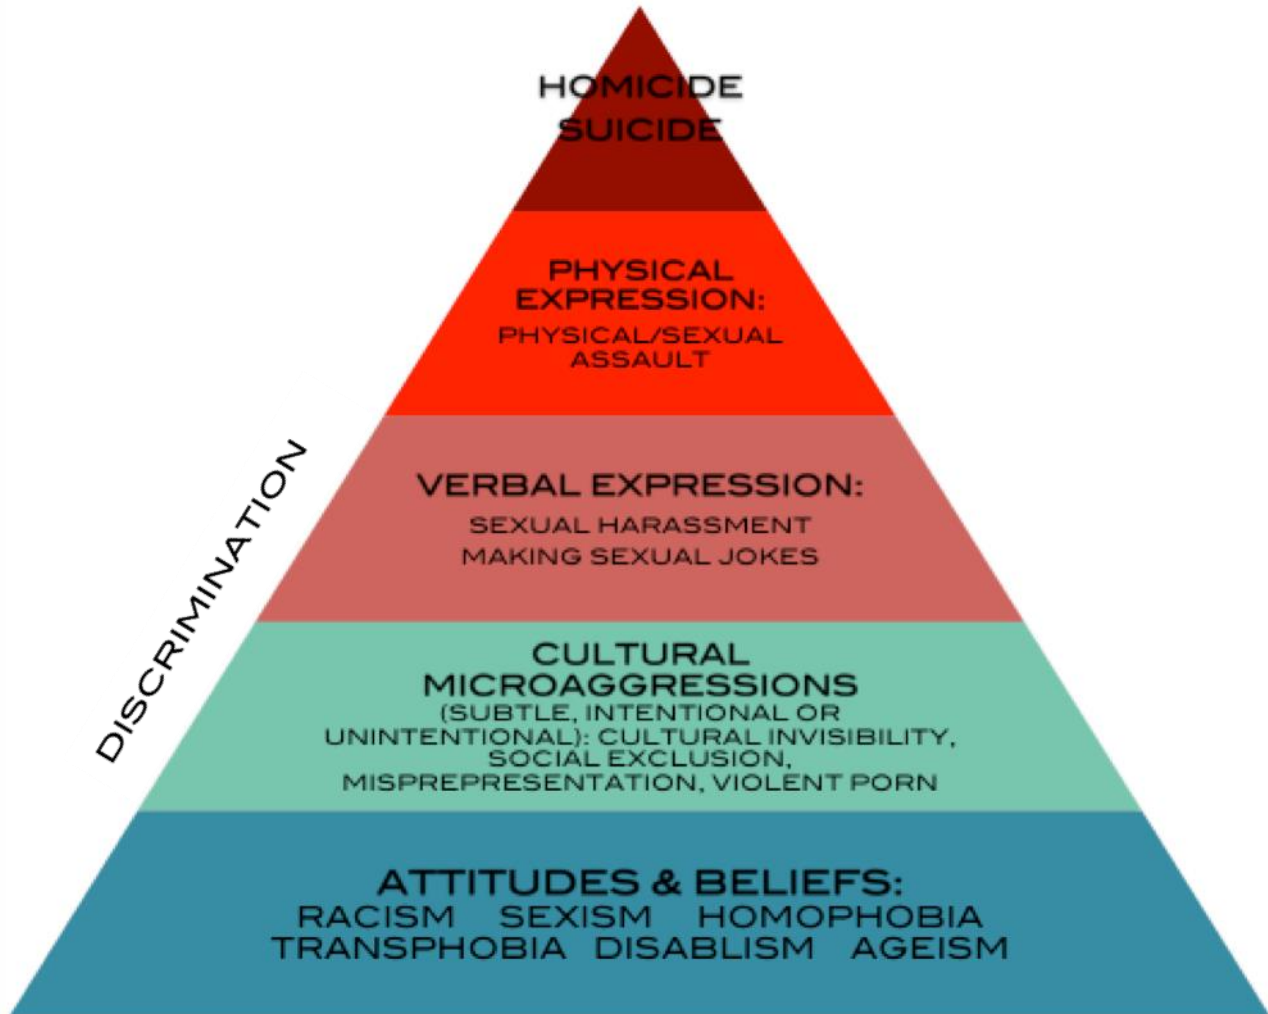 HOMICIDE
SUICIDE
PHYSICAL
EXPRESSION:
PHYSICAL/SEXUAL
ASSAULT
DISCRIMINATION
VERBAL EXPRESSION:
SEXUAL HARASSMENT
MAKING SEXUAL JOKES
CULTURAL
MICROAGGRESSIONS
(SUBTLE, INTENTIONAL OR
UNINTENTIONAL): CULTURAL INVISIBILITY,
SOCIAL EXCLUSION,
MISPREPRESENTATION, VIOLENT PORN
ATTITUDES & BELIEFS:
RACISM SEXISM HOMOPHOBIA
TRANSPHOBIA DISABLISM AGEISM